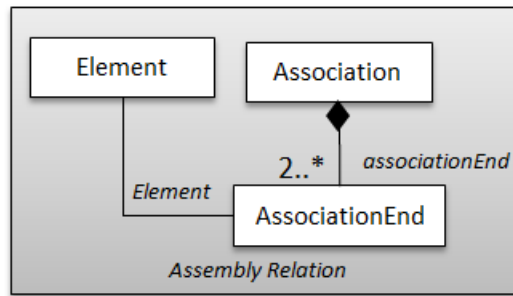 Element
Association
2..*
associationEnd
Element
AssociationEnd
Assembly Relation